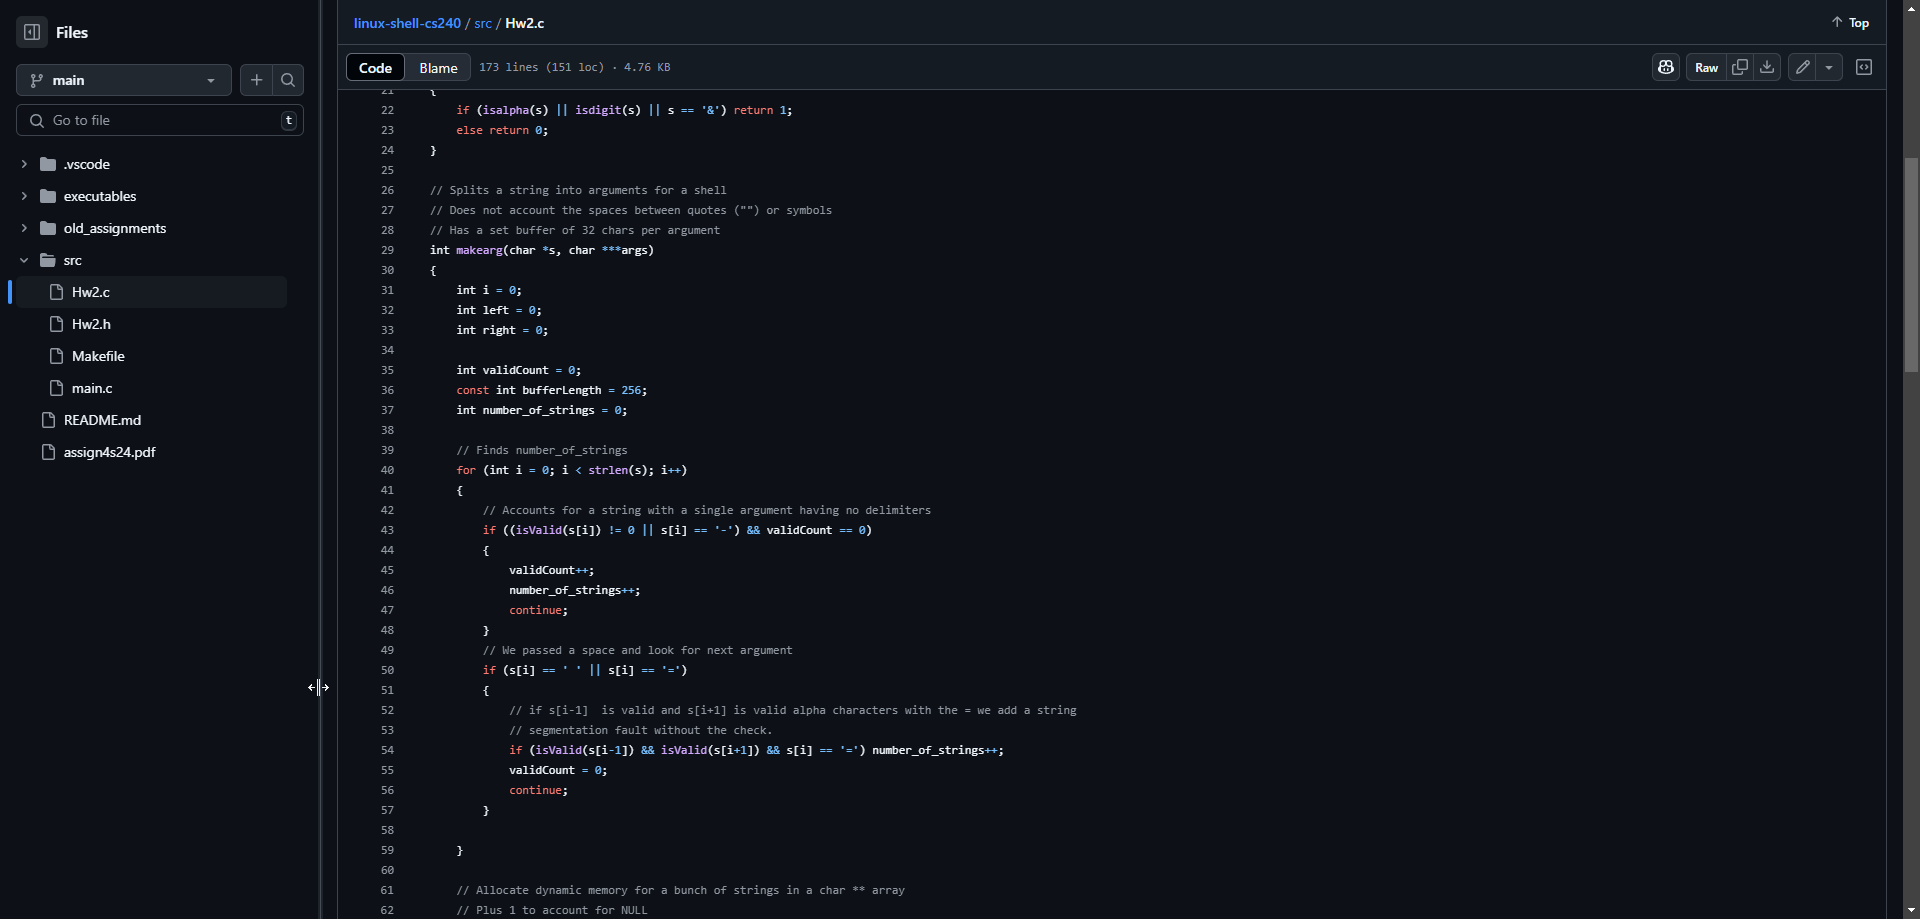 Files
main
Go to file
t
.vscode
executables
old_assignments
src
Hw2.c
Hw2.h
Makefile
main.c
README.md
assign4s24.pdf
linux-shell-cs240 / src / Hw2.c
Top
Code
Blame
173 lines (151 loc) · 4.76 KB
Raw
21 {
22 if (isalpha(s) || isdigit(s) || s == '&') return 1;
23 else return 0;
24 }
25
26 // Splits a string into arguments for a shell
27 // Does not account the spaces between quotes ("") or symbols
28 // Has a set buffer of 32 chars per argument
29 int makearg(char *s, char ***args)
30 {
31 int i = 0;
32 int left = 0;
33 int right = 0;
34
35 int validCount = 0;
36 const int bufferLength = 256;
37 int number_of_strings = 0;
38
39 // Finds number_of_strings
40 for (int i = 0; i < strlen(s); i++)
41 {
42 // Accounts for a string with a single argument having no delimiters
43 if ((isValid(s[i]) != 0 || s[i] == '-') && validCount == 0)
44 {
45 validCount++;
46 number_of_strings++;
47 continue;
48 }
49 // We passed a space and look for next argument
50 if (s[i] == ' ' || s[i] == '=')
51 {
52 // if s[i-1]  is valid and s[i+1] is valid alpha characters with the = we add a string
53 // segmentation fault without the check.
54 if (isValid(s[i-1]) && isValid(s[i+1]) && s[i] == '=') number_of_strings++;
55 validCount = 0;
56 continue;
57 }
58
59 }
60
61 // Allocate dynamic memory for a bunch of strings in a char ** array
62 // Plus 1 to account for NULL